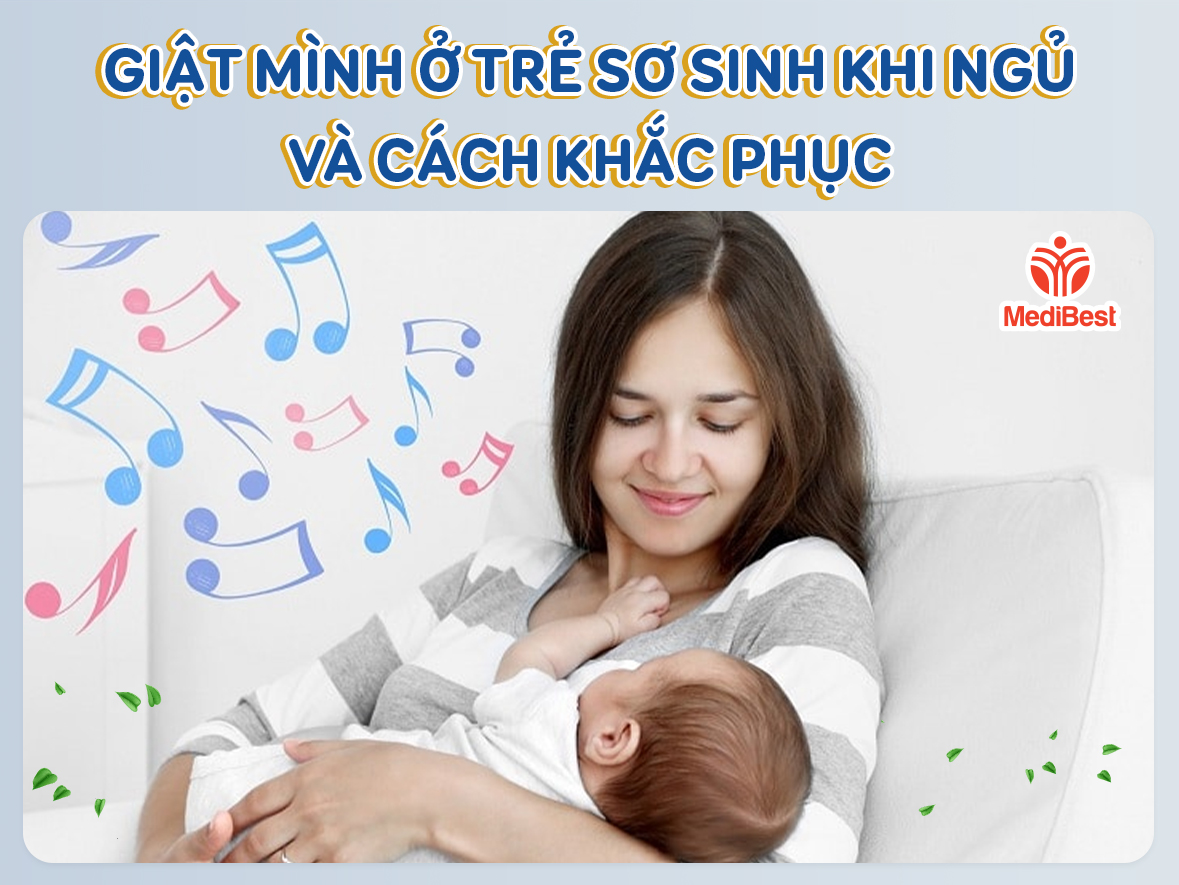 GIẬT MÌNH Ở TRẺ SƠ SINH KHI NGỦ
VÀ CÁCH KHẮC PHỤC
MediBest